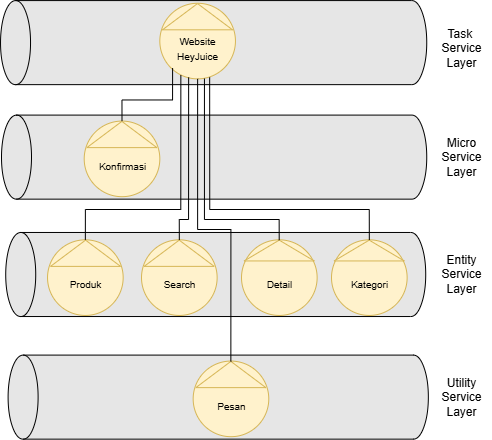 Website
HeyJuice
Task
Service
Layer
Konfirmasi
Micro
Service
Layer
Produk
Search
Detail
Kategori
Entity
Service
Layer
Pesan
Utility
Service
Layer